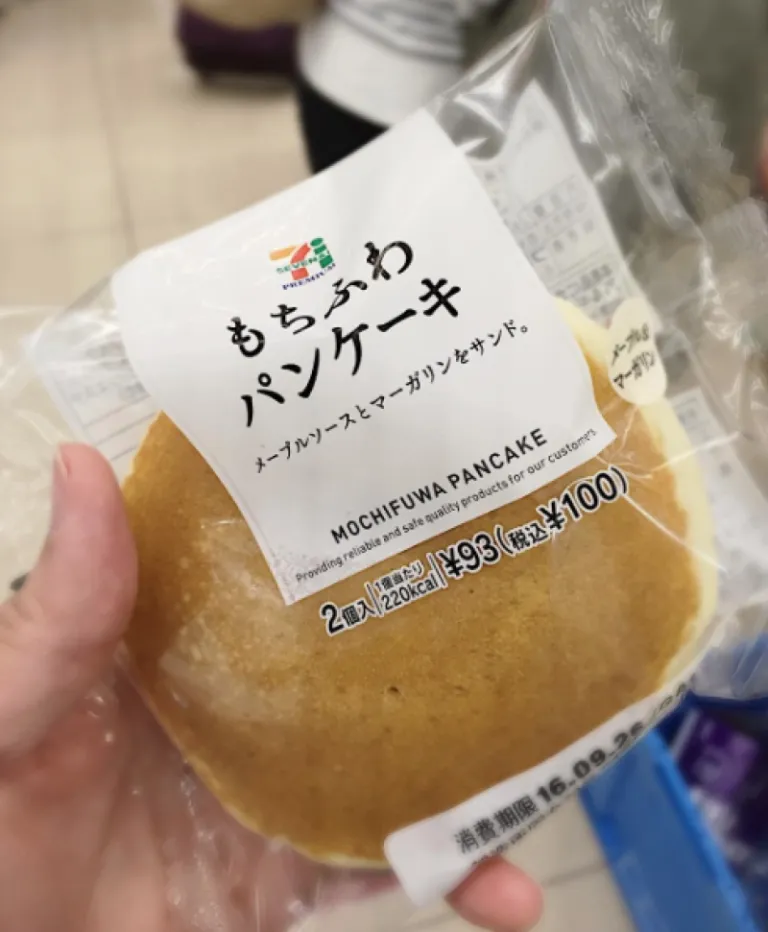 7i
SEVEN&i
PREMIUM
もちふわ
パンケーキ
メープルソースとマーガリンをサンド。
メープル&
マーガリン
MOCHIFUWA PANCAKE
Providing reliable and safe quality products for our customers.
2個入 1個当たり 220kcal ¥93(税込¥100)
消費期限 16.09.26